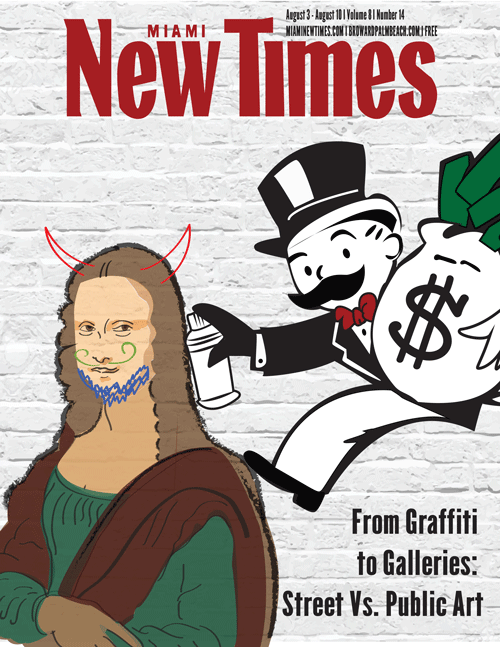 August 3 - August 10 | Volume 8 | Number 14
MIAMINEWTIMES.COM | BROWARDPALMBEACH.COM | FREE
MIAMI
New Times
$
From Graffiti
to Galleries:
Street Vs. Public Art